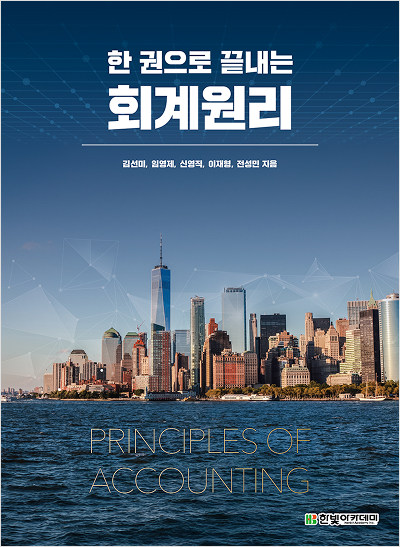 한 권으로 끝내는
회계원리
김선미, 임영제, 신영직, 이재형, 전성민 지음
PRINCIPLES OF
ACCOUNTING
한빛아카데미